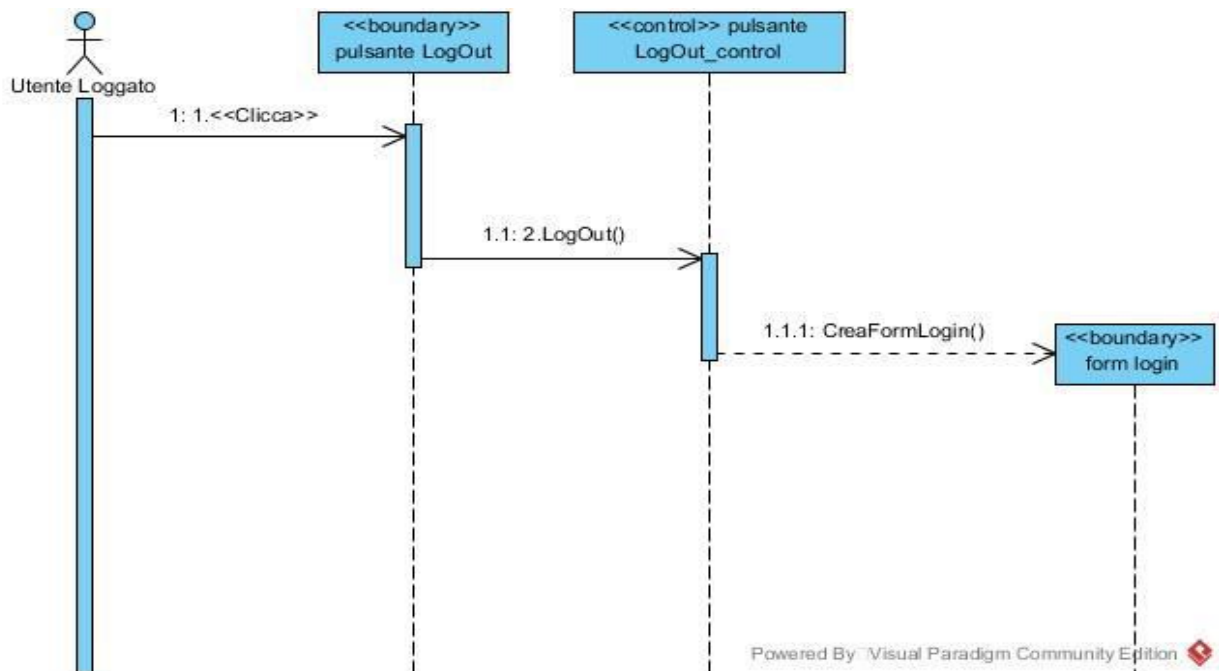 <<boundary>>
pulsante LogOut
<<control>> pulsante
LogOut_control
Utente Loggato
1: 1.<<Clicca>>
1.1: 2.LogOut()
1.1.1: CreaFormLogin()
<<boundary>>
form login
Powered By Visual Paradigm Community Edition